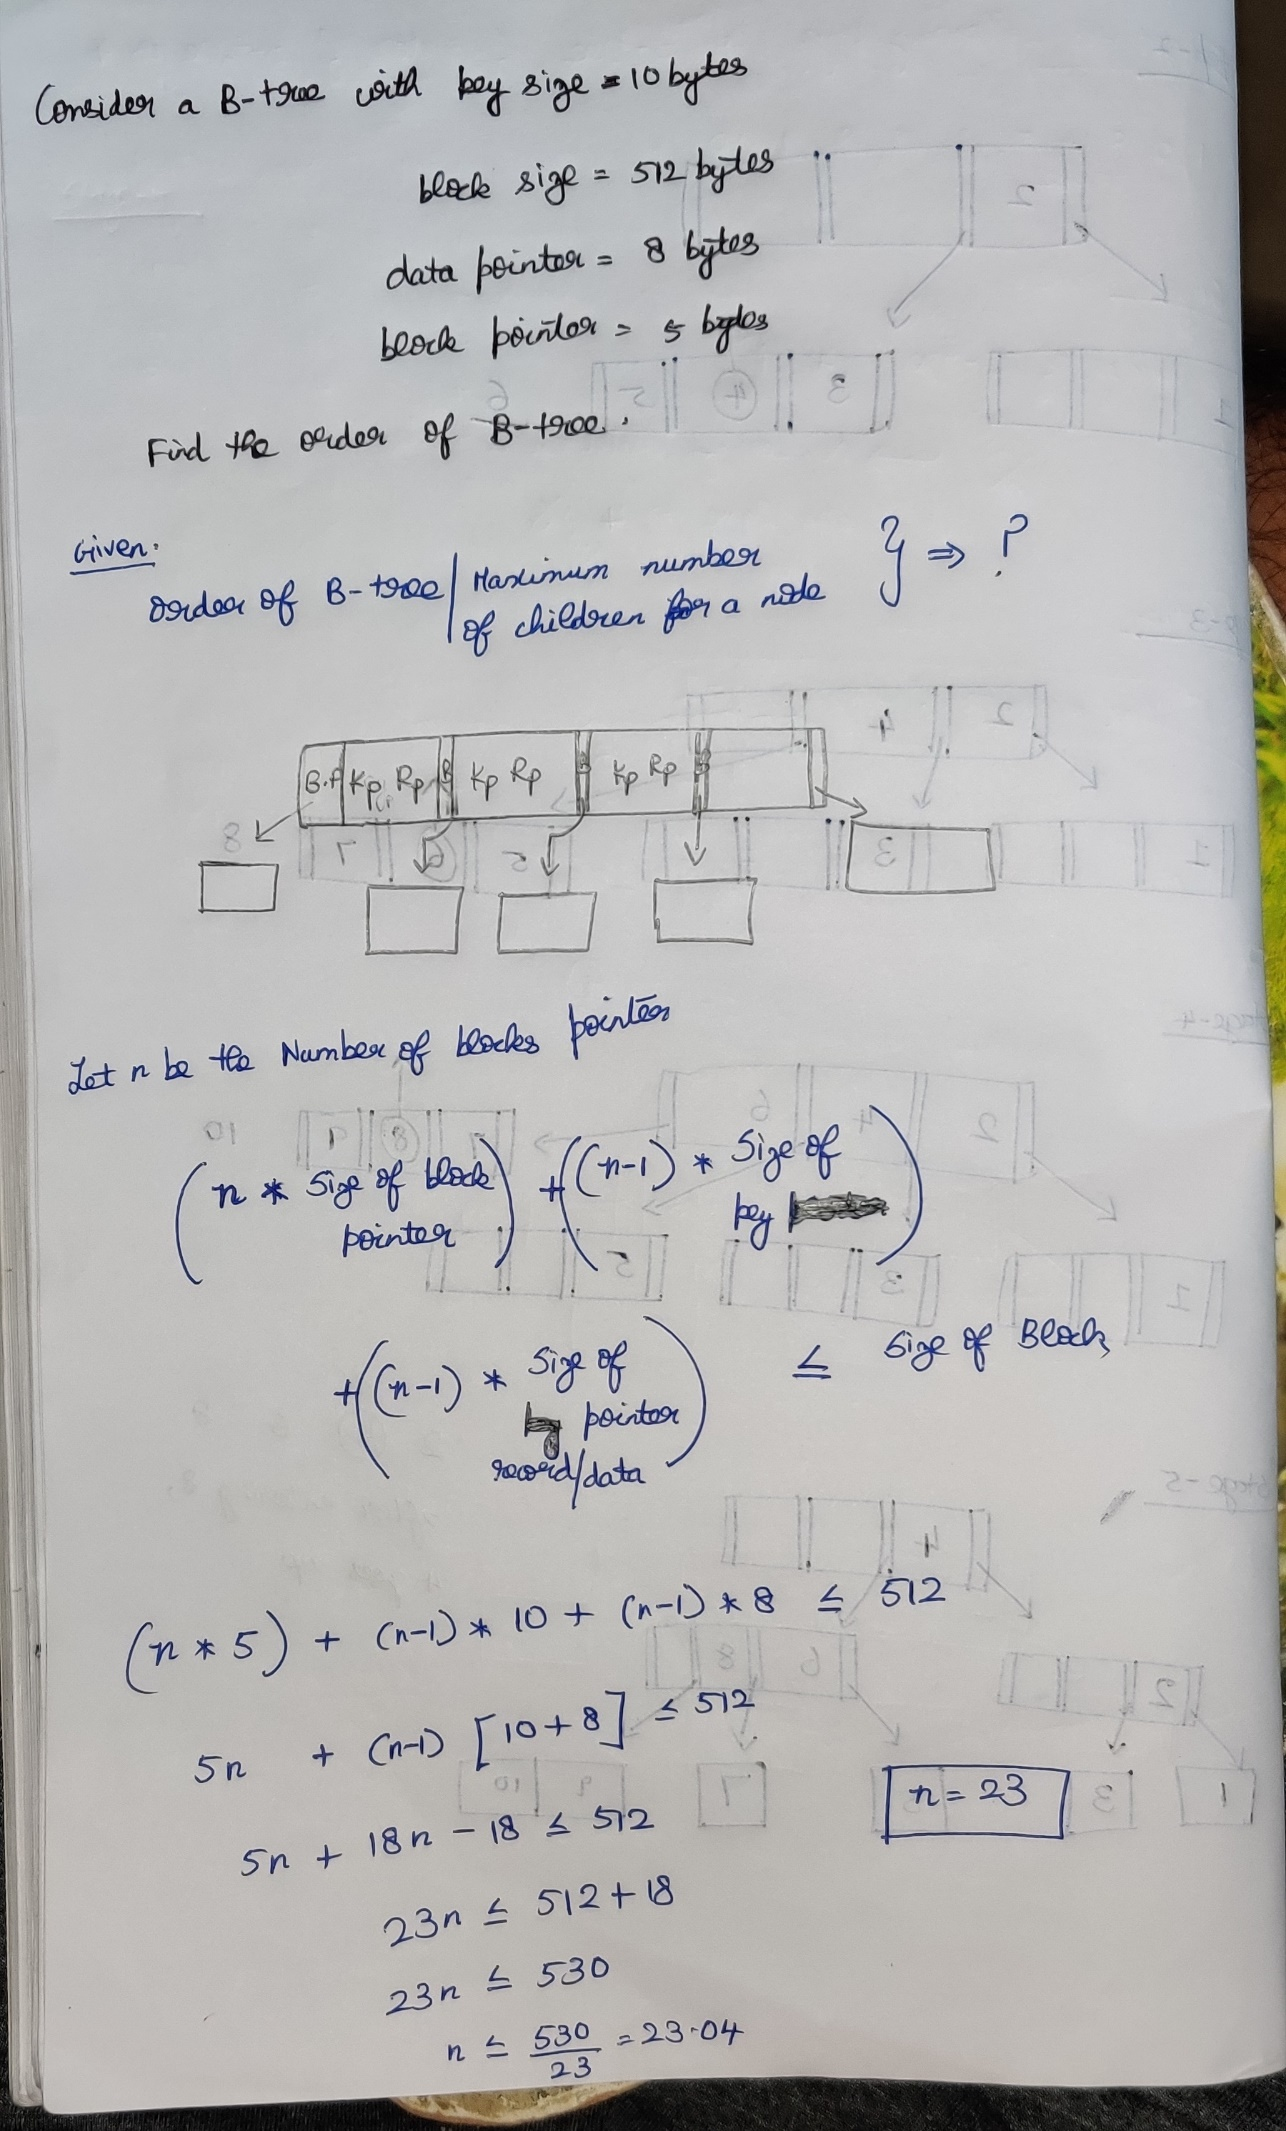 Consider a B-tree with key size = 10 bytes
block size = 512 bytes
data pointer = 8 bytes
block pointer = 5 bytes
Find the order of B-tree.
Given:
Order of B-tree / Maximum number } ⇒ ?
of children for a node
B.P Kp Rp B Kp Rp B Kp Rp B
Let n be the Number of blocks pointer
(n * Size of block pointer) + ((n-1) * Size of key)
+ ((n-1) * Size of pointer record/data) ≤ Size of Block
(n * 5) + (n-1) * 10 + (n-1) * 8 ≤ 512
5n + (n-1) [10+8] ≤ 512
n = 23
5n + 18n - 18 ≤ 512
23n ≤ 512 + 18
23n ≤ 530
n ≤ 530/23 = 23.04